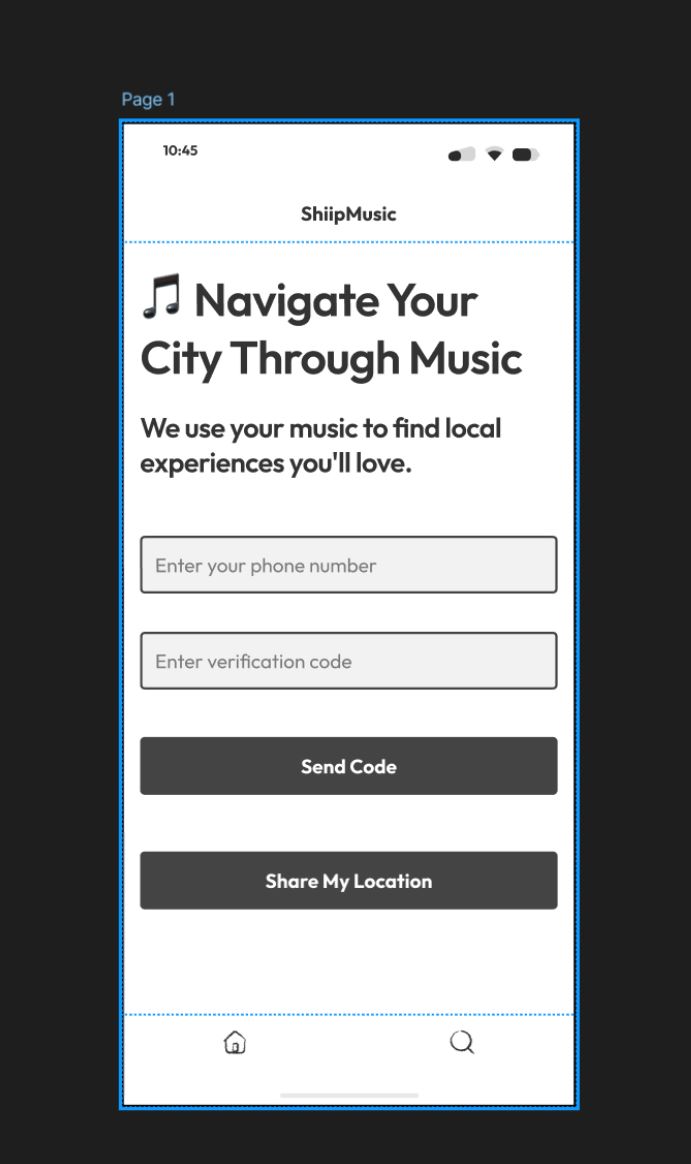 Page 1
10:45
ShiipMusic
🎵 Navigate Your
City Through Music
We use your music to find local
experiences you'll love.
Enter your phone number
Enter verification code
Send Code
Share My Location